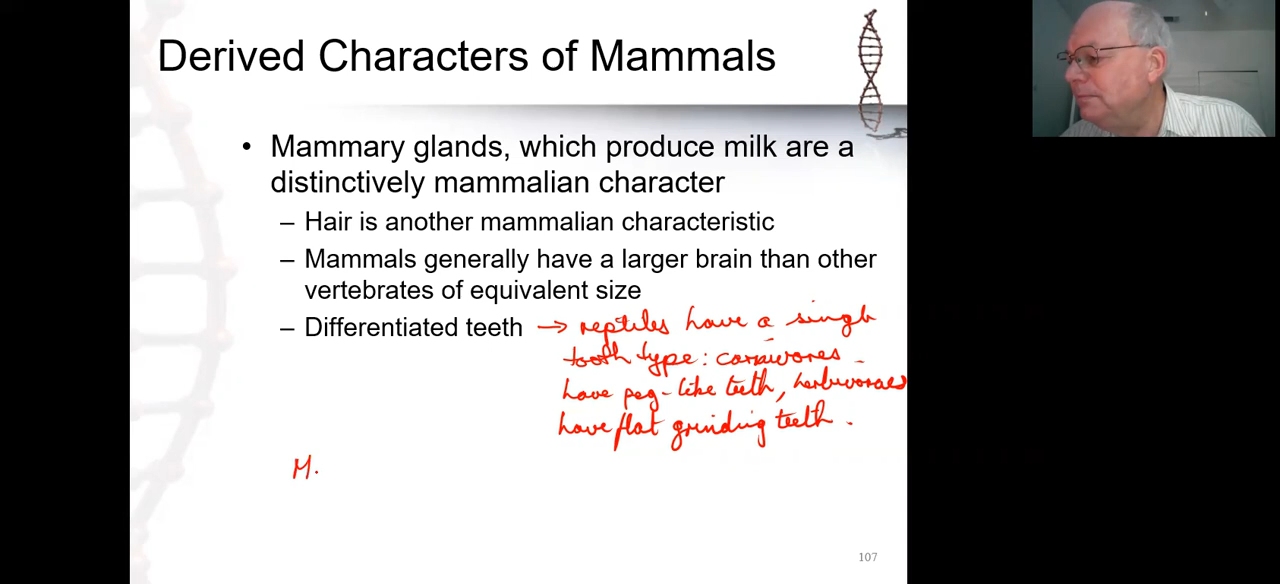 Derived Characters of Mammals
• Mammary glands, which produce milk are a
distinctively mammalian character
– Hair is another mammalian characteristic
– Mammals generally have a larger brain than other
vertebrates of equivalent size
– Differentiated teeth → reptiles have a single
tooth type: carnivores
have peg-like teeth, herbivores
have flat grinding teeth.
M.
107